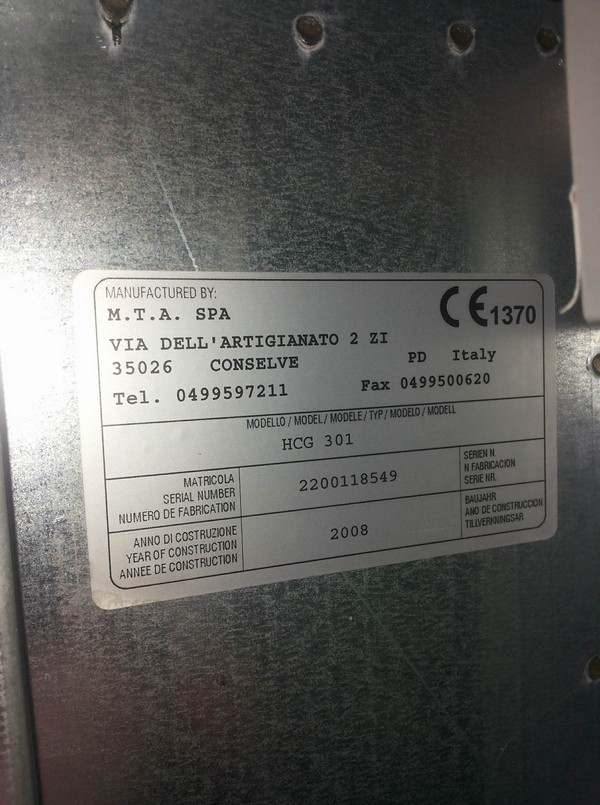 MANUFACTURED BY:
M.T.A. SPA
CE 1370
VIA DELL'ARTIGIANATO 2 ZI
35026 CONSELVE PD Italy
Tel. 0499597211 Fax 0499500620
MODELLO / MODEL / MODELE / TYP / MODELO / MODELL
HCG 301
MATRICOLA
SERIAL NUMBER
NUMERO DE FABRICATION
2200118549
SERIEN N.
N FABRICACION
SERIE NR.
ANNO DI COSTRUZIONE
YEAR OF CONSTRUCTION
ANNEE DE CONSTRUCTION
2008
BAUJAHR
ANO DE CONSTRUCCION
TILLVERKNINGSAR